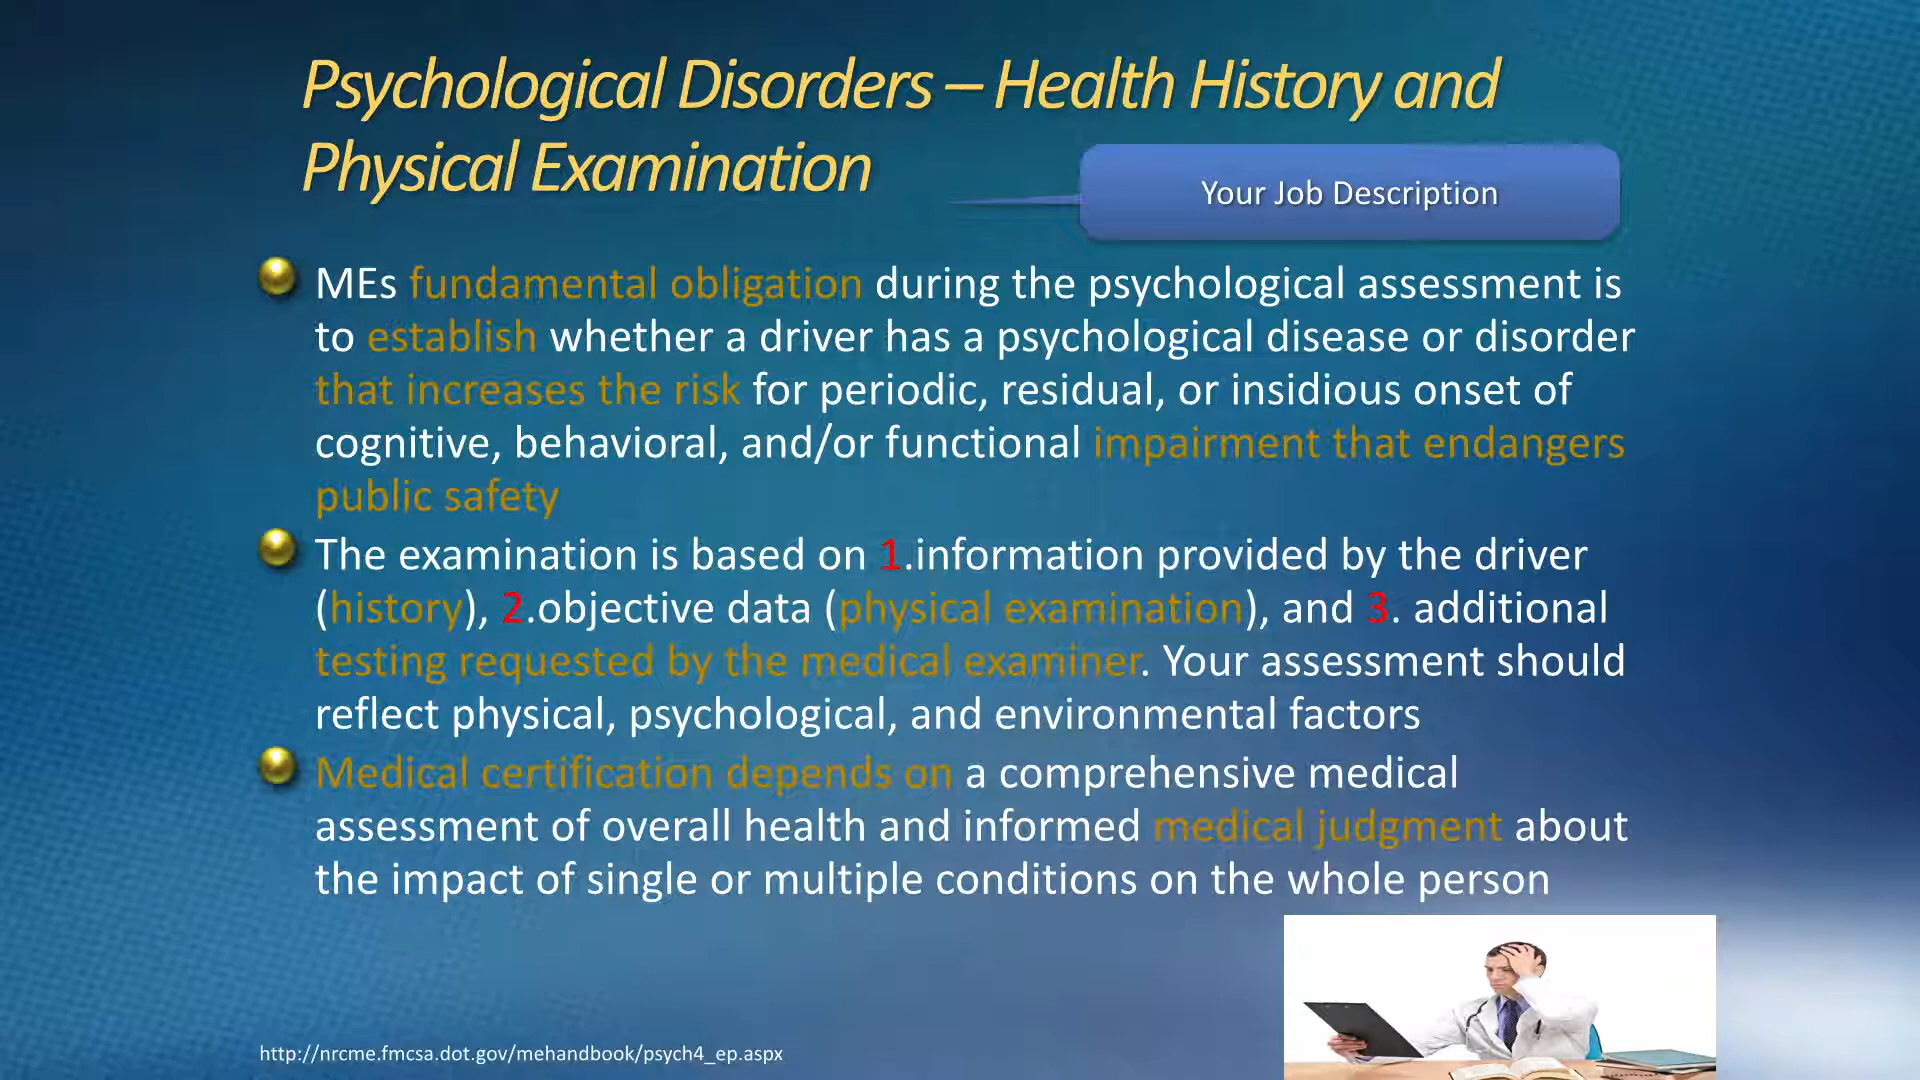 Psychological Disorders – Health History and
Physical Examination
Your Job Description
MEs fundamental obligation during the psychological assessment is
to establish whether a driver has a psychological disease or disorder
that increases the risk for periodic, residual, or insidious onset of
cognitive, behavioral, and/or functional impairment that endangers
public safety
The examination is based on 1.information provided by the driver
(history), 2.objective data (physical examination), and 3. additional
testing requested by the medical examiner. Your assessment should
reflect physical, psychological, and environmental factors
Medical certification depends on a comprehensive medical
assessment of overall health and informed medical judgment about
the impact of single or multiple conditions on the whole person
http://nrcme.fmcsa.dot.gov/mehandbook/psych4_ep.aspx